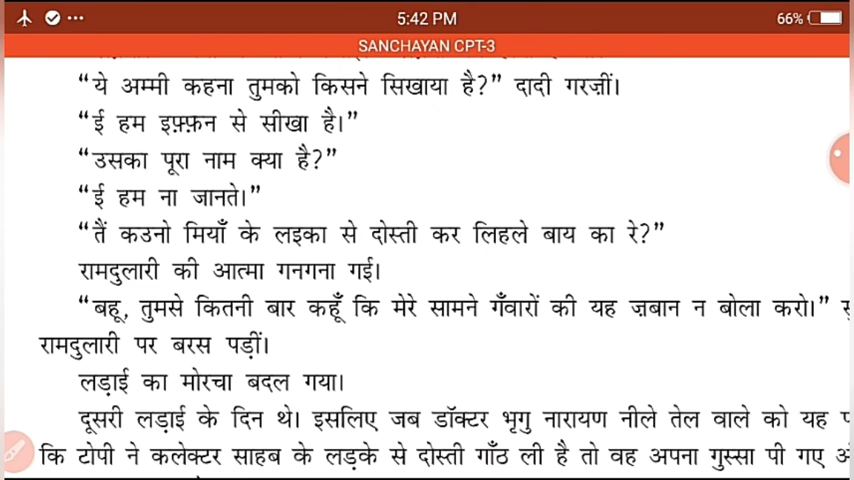 5:42 PM
66%
SANCHAYAN CPT-3
“ये अम्मी कहना तुमको किसने सिखाया है?” दादी गरज़ीं।
“ई हम इफ़्फ़न से सीखा है।”
“उसका पूरा नाम क्या है?”
“ई हम ना जानते।”
“तैं कउनो मियाँ के लइका से दोस्ती कर लिहले बाय का रे?”
रामदुलारी की आत्मा गनगना गई।
“बहू, तुमसे कितनी बार कहूँ कि मेरे सामने गँवारों की यह ज़बान न बोला करो।”
रामदुलारी पर बरस पड़ीं।
लड़ाई का मोरचा बदल गया।
दूसरी लड़ाई के दिन थे। इसलिए जब डॉक्टर भृगु नारायण नीले तेल वाले को यह
कि टोपी ने कलेक्टर साहब के लड़के से दोस्ती गाँठ ली है तो वह अपना गुस्सा पी गए